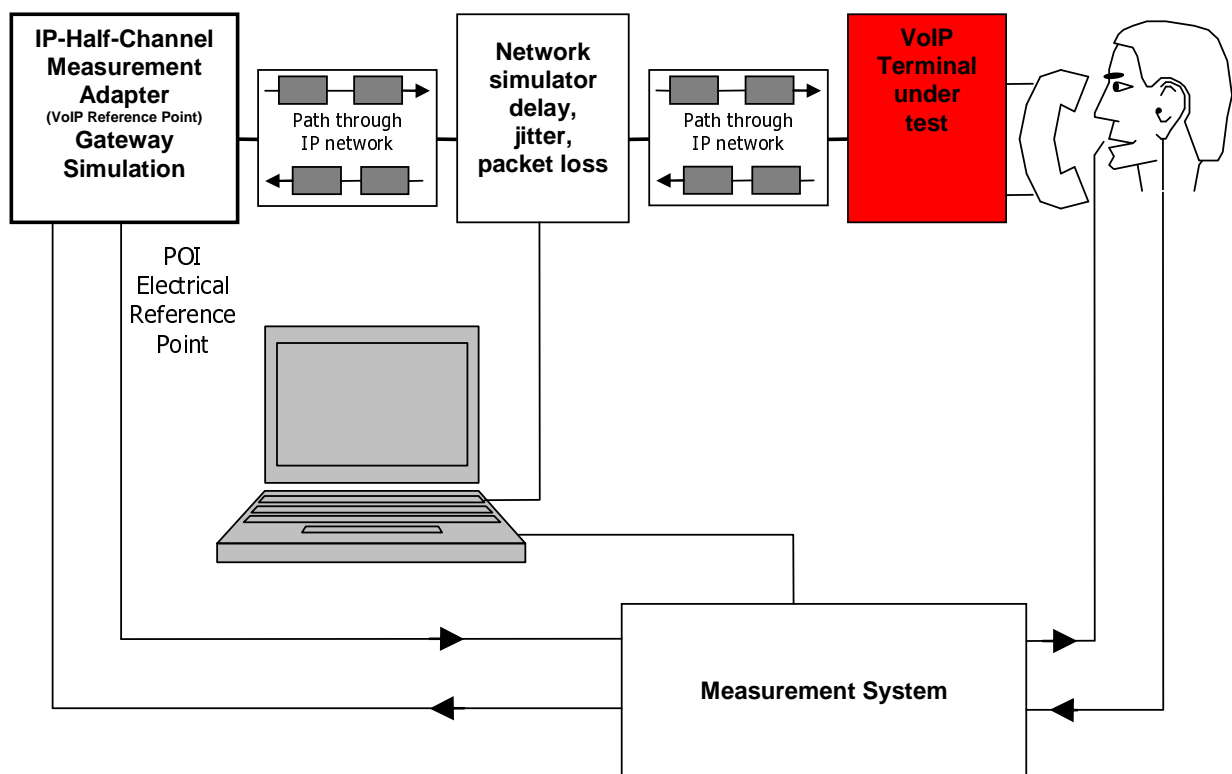 IP-Half-Channel
Measurement
Adapter
(VoIP Reference Point)
Gateway
Simulation
Path through
IP network
Network
simulator
delay,
jitter,
packet loss
Path through
IP network
VoIP
Terminal
under
test
POI
Electrical
Reference
Point
Measurement System